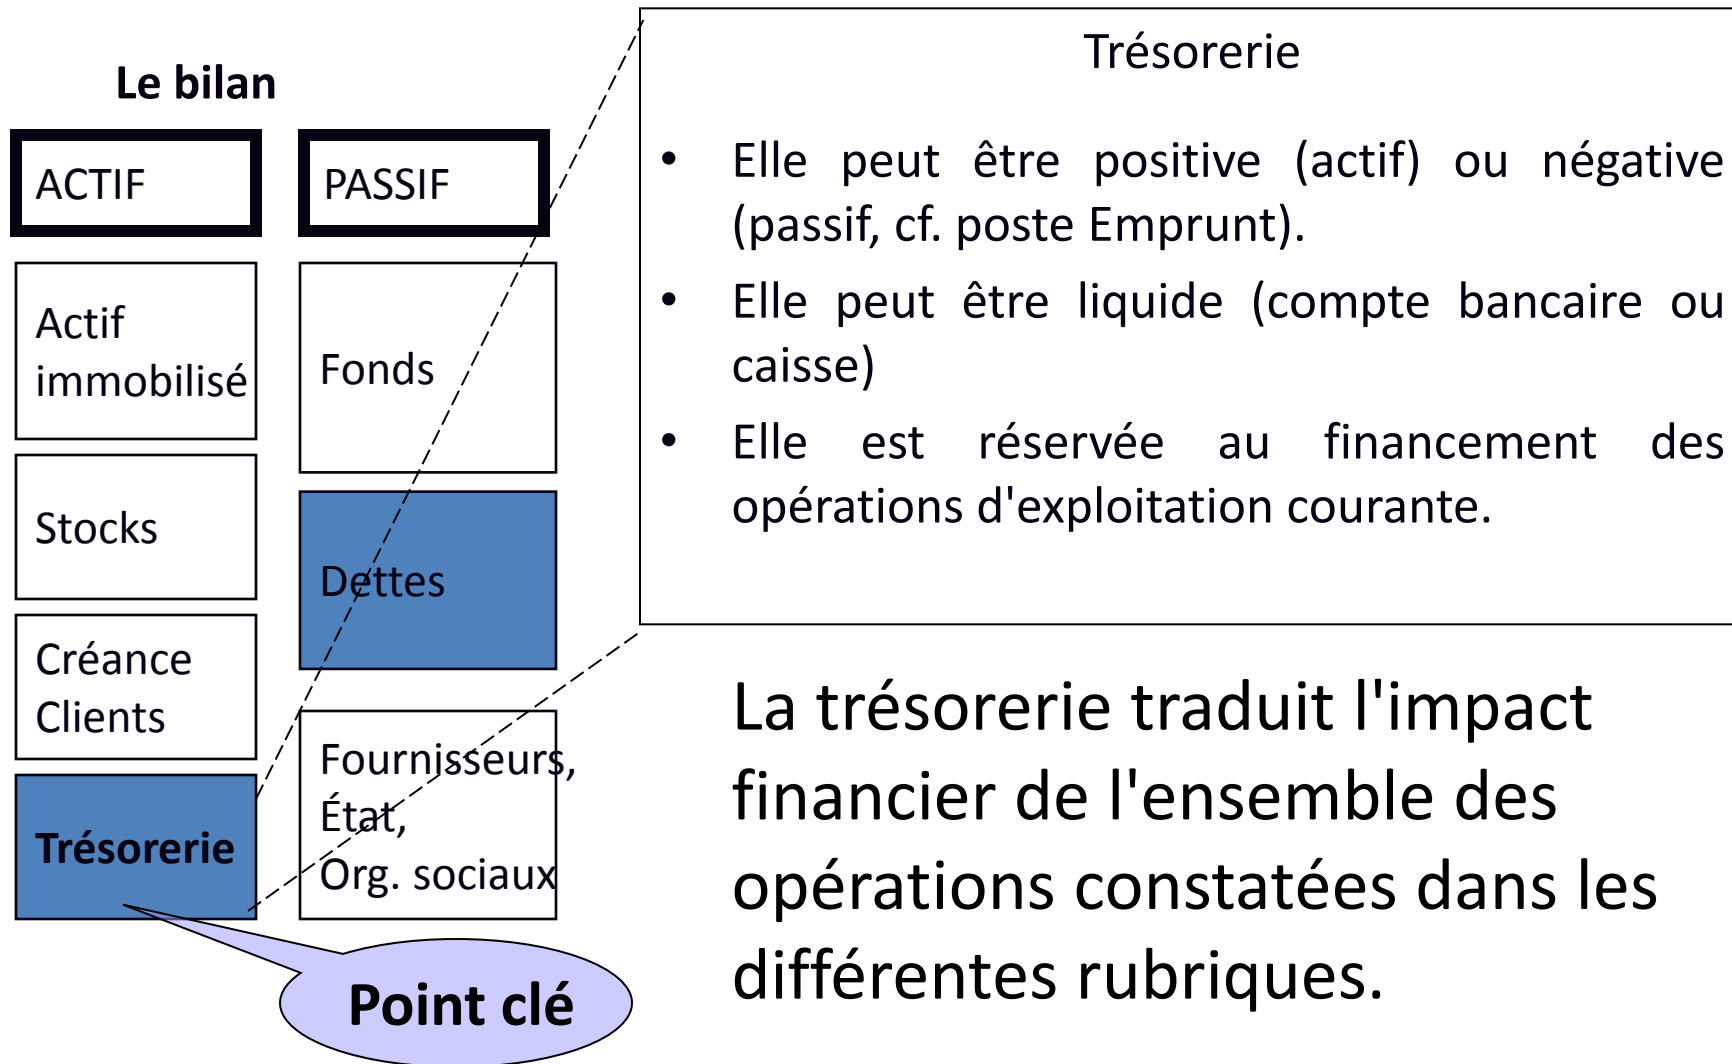 Le bilan
ACTIF
PASSIF
Actif
immobilisé
Stocks
Créance
Clients
Trésorerie
Fonds
Dettes
Fournisseurs,
État,
Org. sociaux
Point clé
Trésorerie
• Elle peut être positive (actif) ou négative
(passif, cf. poste Emprunt).
• Elle peut être liquide (compte bancaire ou
caisse)
• Elle est réservée au financement des
opérations d'exploitation courante.
La trésorerie traduit l'impact
financier de l'ensemble des
opérations constatées dans les
différentes rubriques.